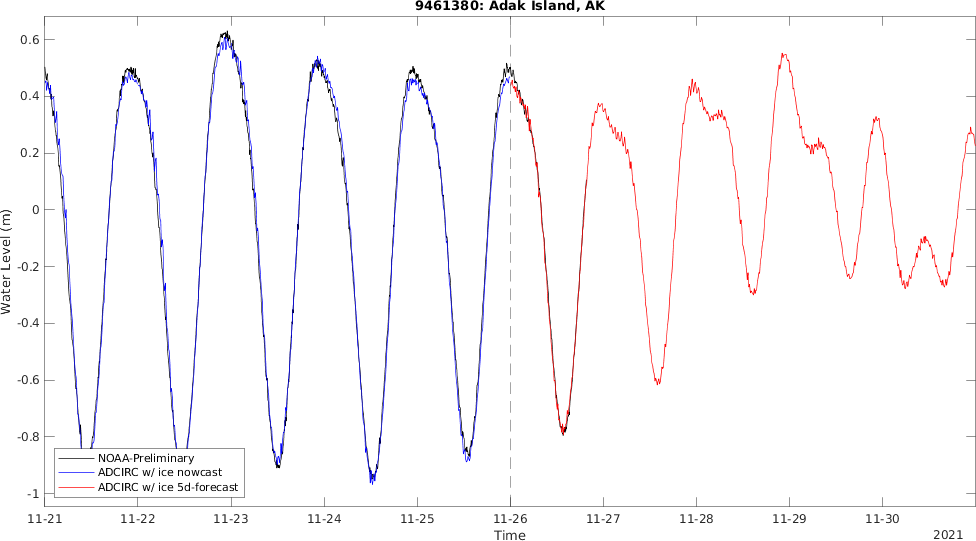 9461380: Adak Island, AK
Water Level (m)
0.6
0.4
0.2
0
-0.2
-0.4
-0.6
-0.8
-1
NOAA-Preliminary
ADCIRC w/ ice nowcast
ADCIRC w/ ice 5d-forecast
11-21 11-22 11-23 11-24 11-25 11-26 11-27 11-28 11-29 11-30
Time
2021